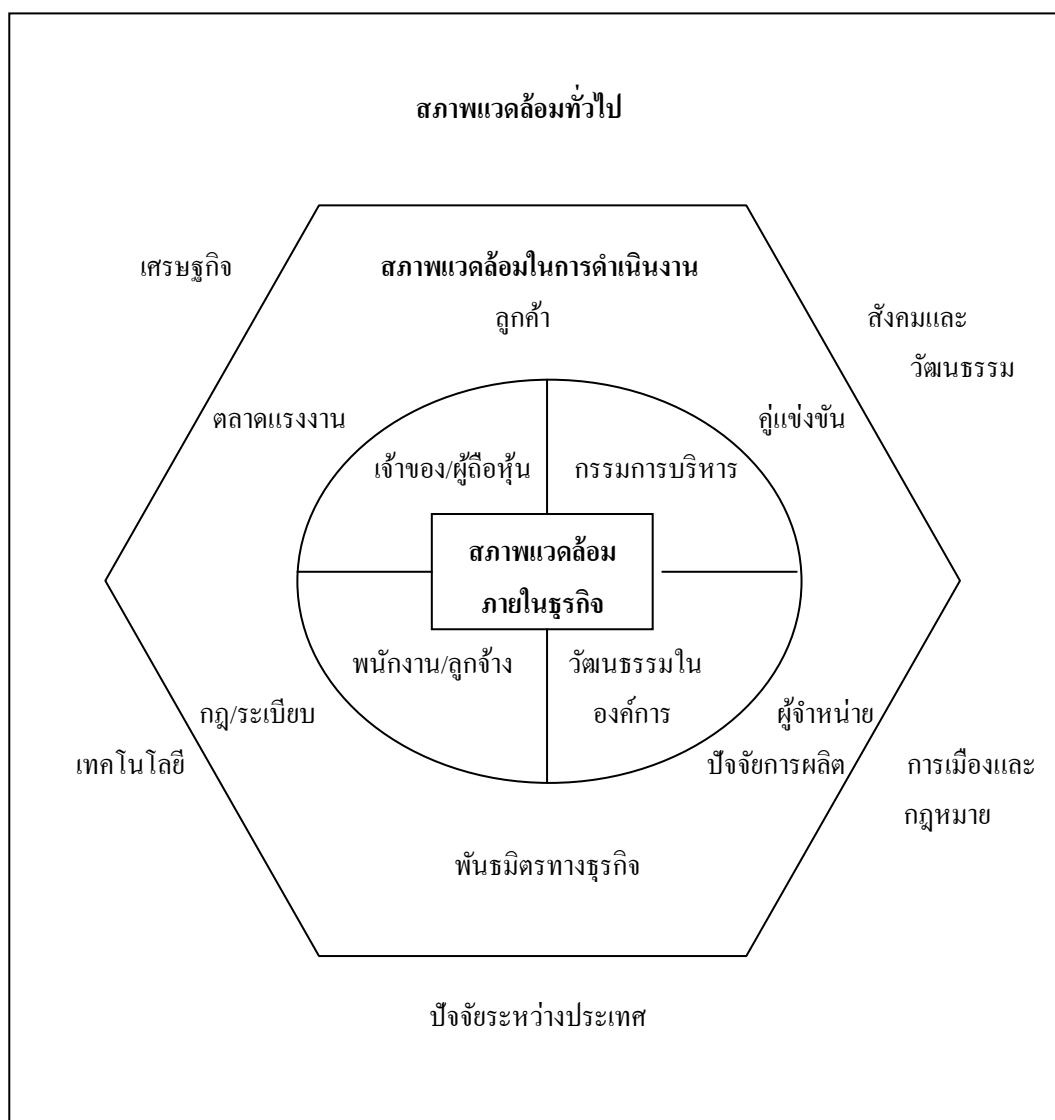 สภาพแวดล้อมทั่วไป
เศรษฐกิจ
สภาพแวดล้อมในการดำเนินงาน
ลูกค้า
สังคมและ
วัฒนธรรม
ตลาดแรงงาน
คู่แข่งขัน
เจ้าของ/ผู้ถือหุ้น
กรรมการบริหาร
สภาพแวดล้อม
ภายในธุรกิจ
พนักงาน/ลูกจ้าง
วัฒนธรรมใน
องค์การ
กฎ/ระเบียบ
ผู้จำหน่าย
ปัจจัยการผลิต
เทคโนโลยี
การเมืองและ
กฎหมาย
พันธมิตรทางธุรกิจ
ปัจจัยระหว่างประเทศ